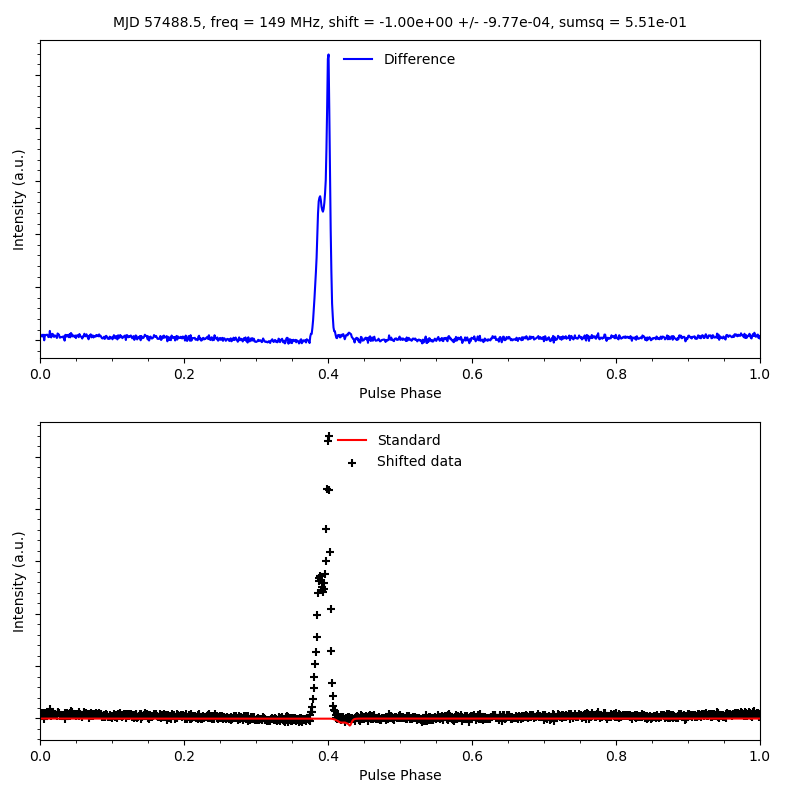 MJD 57488.5, freq = 149 MHz, shift = -1.00e+00 +/- -9.77e-04, sumsq = 5.51e-01
Difference
Intensity (a.u.)
0.0 0.2 0.4 0.6 0.8 1.0
Pulse Phase
Standard
Shifted data
Intensity (a.u.)
0.0 0.2 0.4 0.6 0.8 1.0
Pulse Phase